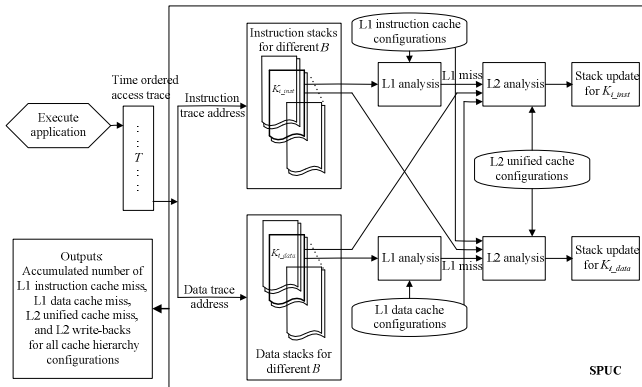 Execute
application
Time ordered
access trace
T
Instruction
trace address
Data trace
address
Instruction stacks
for different B
K_i_inst
K_i_data
Data stacks for
different B
L1 instruction cache
configurations
L1 analysis
L1 miss
L2 analysis
Stack update
for K_i_inst
L2 unified cache
configurations
L1 analysis
L1 miss
L2 analysis
Stack update
for K_i_data
L1 data cache
configurations
Outputs:
Accumulated number of
L1 instruction cache miss,
L1 data cache miss,
L2 unified cache miss,
and L2 write-backs
for all cache hierarchy
configurations
SPUC